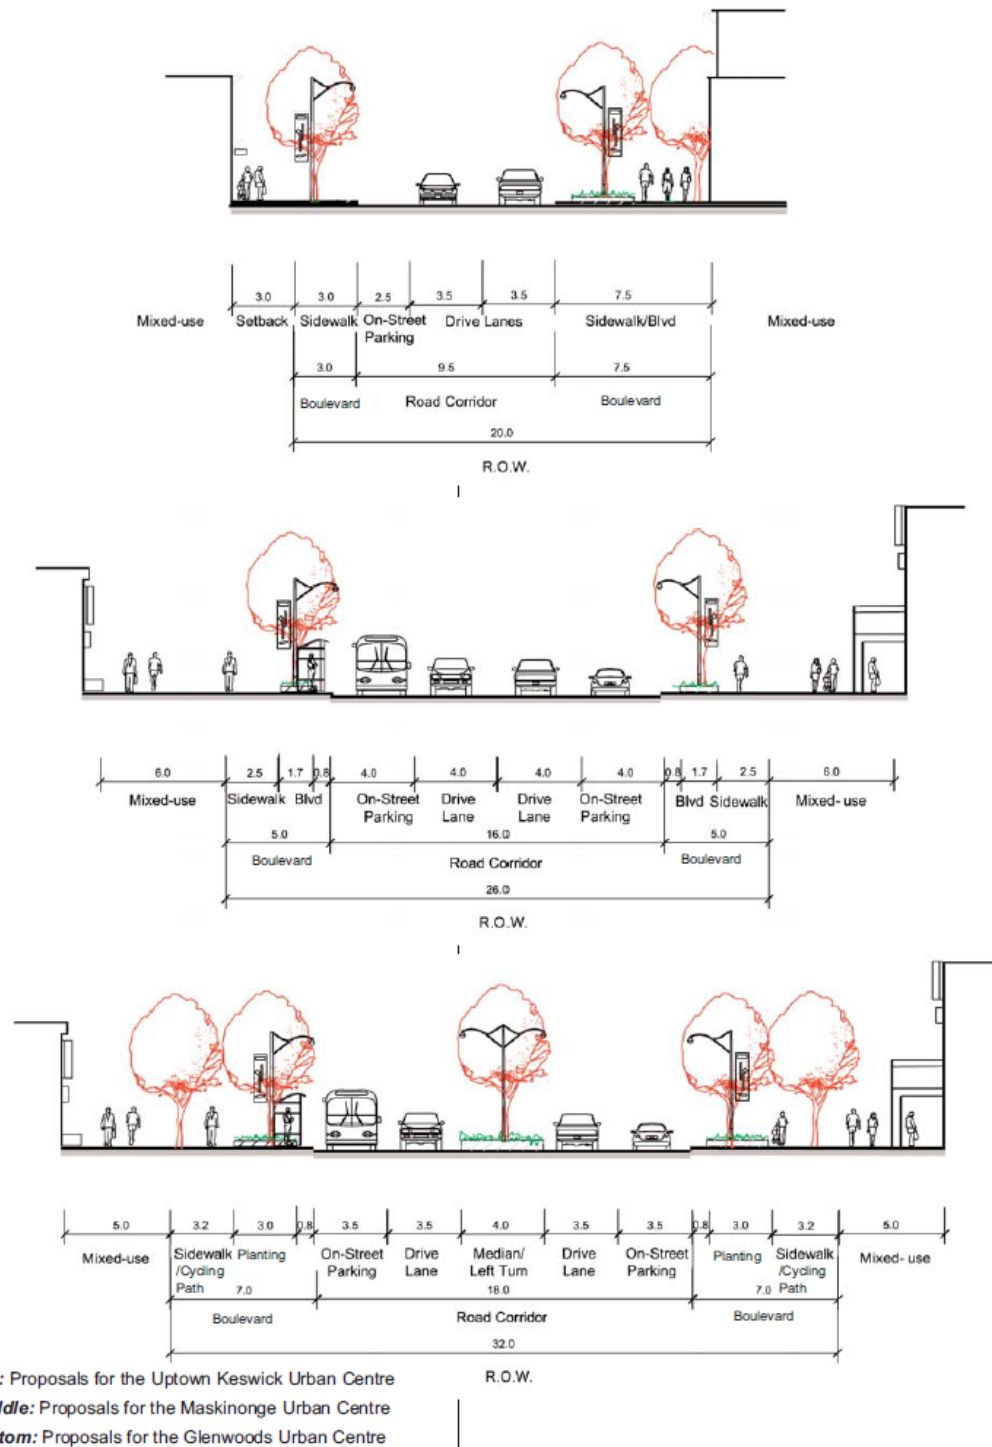 3.0 3.0 2.5 3.5 3.5 7.5
Mixed-use Setback Sidewalk On-Street Drive Lanes Sidewalk/Blvd Mixed-use
Parking
3.0 9.5 7.5
Boulevard Road Corridor Boulevard
20.0
R.O.W.
6.0 2.5 1.7 0.8 4.0 4.0 4.0 4.0 0.8 1.7 2.5 6.0
Mixed-use Sidewalk Blvd On-Street Drive Drive On-Street Blvd Sidewalk Mixed- use
Parking Lane Lane Parking
5.0 16.0 5.0
Boulevard Road Corridor Boulevard
26.0
R.O.W.
5.0 3.2 3.0 0.8 3.5 3.5 4.0 3.5 3.5 0.8 3.0 3.2 5.0
Mixed-use Sidewalk Planting On-Street Drive Median/ Drive On-Street Planting Sidewalk Mixed- use
/Cycling Parking Lane Left Turn Lane Parking /Cycling
Path 7.0 18.0 7.0 Path
Boulevard Road Corridor Boulevard
32.0
R.O.W.
: Proposals for the Uptown Keswick Urban Centre
ddle: Proposals for the Maskinonge Urban Centre
tom: Proposals for the Glenwoods Urban Centre